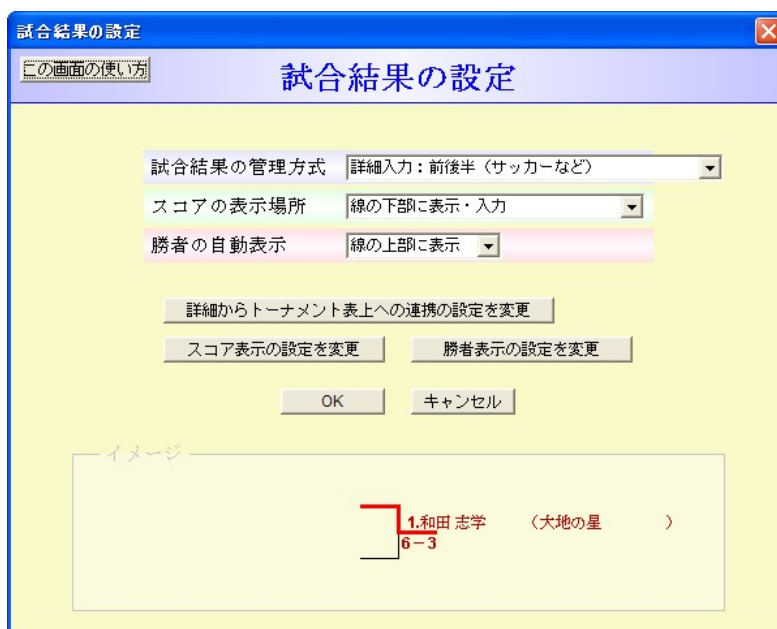 試合結果の設定
この画面の使い方
試合結果の設定
試合結果の管理方式 詳細入力：前後半（サッカーなど）
スコアの表示場所 線の下部に表示・入力
勝者の自動表示 線の上部に表示
詳細からトーナメント表上への連携の設定を変更
スコア表示の設定を変更 勝者表示の設定を変更
OK キャンセル
イメージ
1.和田 志学 （大地の星 ）
6－3